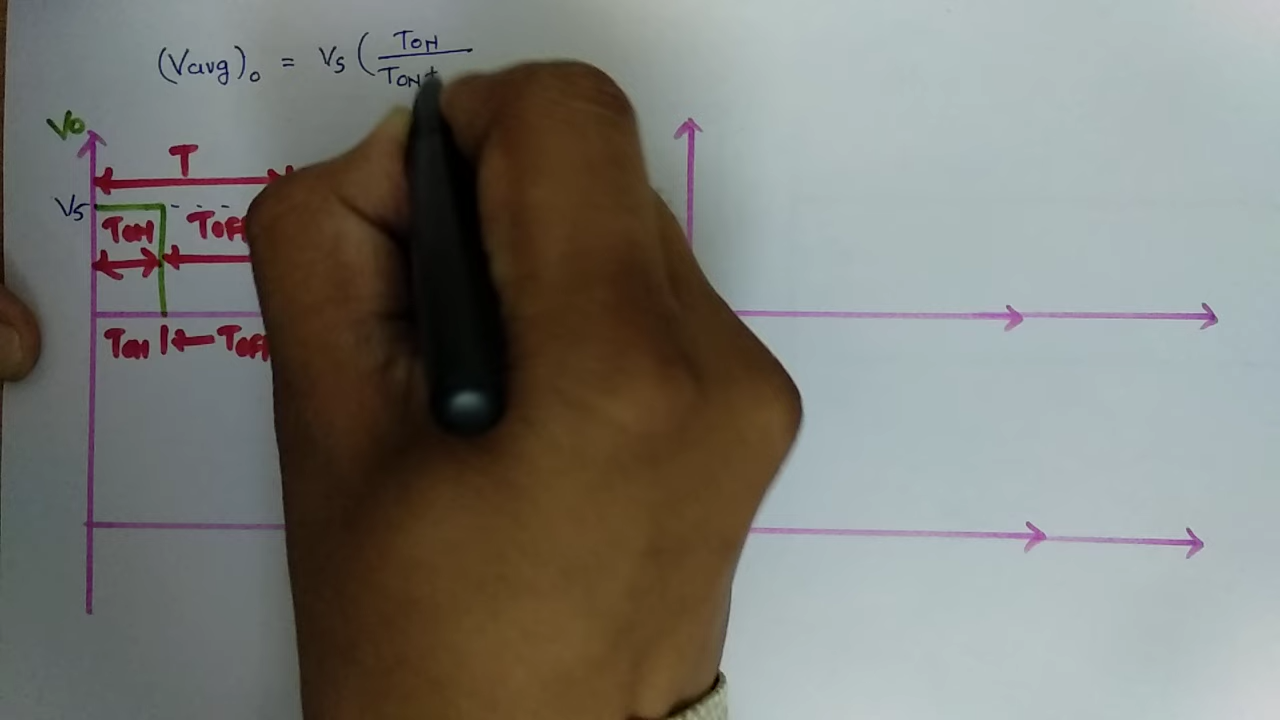 (Vavg)o = Vs ( TON
TON +
Vo
T
Vs
TON TOFF
TON |← TOFF